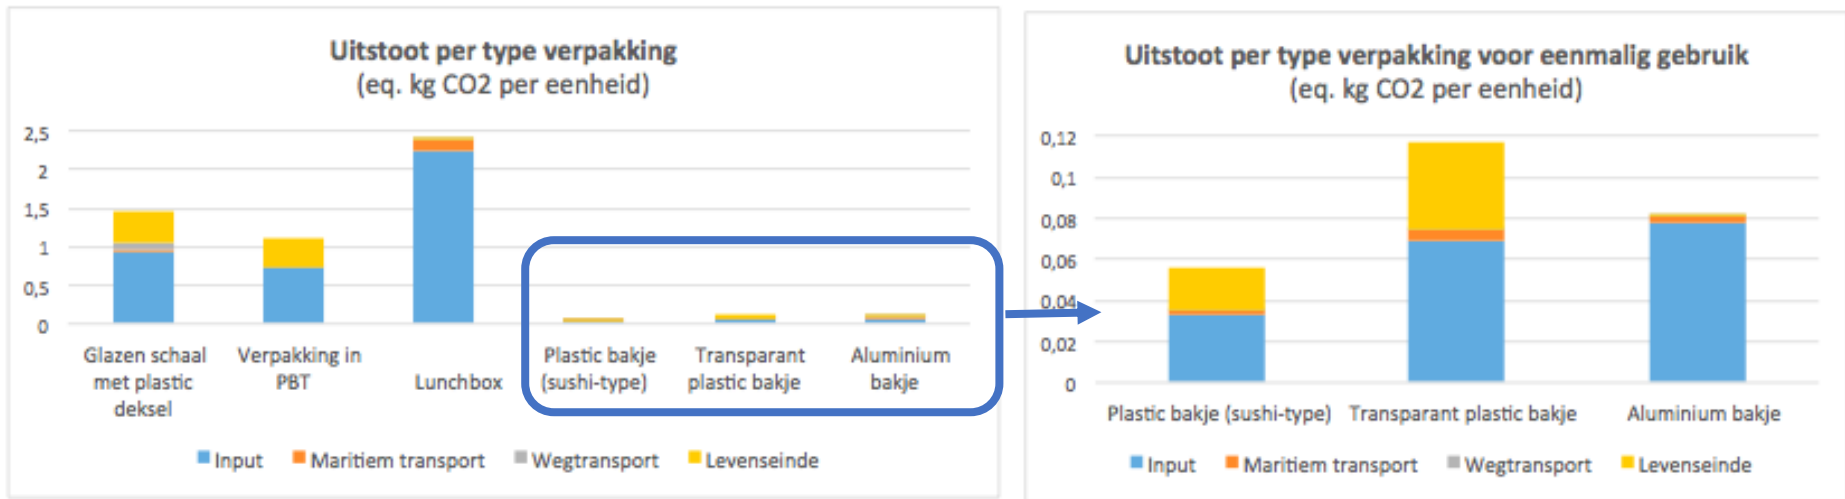 Uitstoot per type verpakking
(eq. kg CO2 per eenheid)
2,5
2
1,5
1
0,5
0
Glazen schaal
met plastic
deksel
Verpakking in
PBT
Lunchbox
Plastic bakje
(sushi-type)
Transparant
plastic bakje
Aluminium
bakje
Input
Maritiem transport
Wegtransport
Levenseinde
Uitstoot per type verpakking voor eenmalig gebruik
(eq. kg CO2 per eenheid)
0,12
0,1
0,08
0,06
0,04
0,02
0
Plastic bakje (sushi-type)
Transparant plastic bakje
Aluminium bakje
Input
Maritiem transport
Wegtransport
Levenseinde